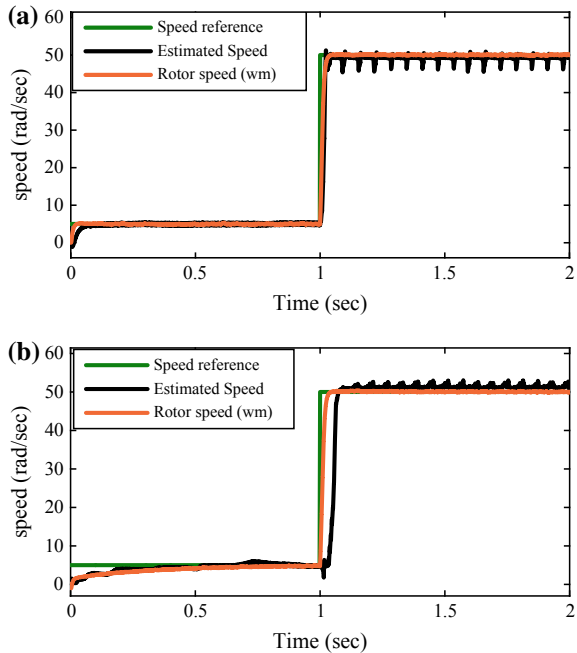 (a)
Speed reference
Estimated Speed
Rotor speed (wm)
60
50
40
30
20
10
0
speed (rad/sec)
0 0.5 1 1.5 2
Time (sec)
(b)
Speed reference
Estimated Speed
Rotor speed (wm)
60
50
40
30
20
10
0
speed (rad/sec)
0 0.5 1 1.5 2
Time (sec)